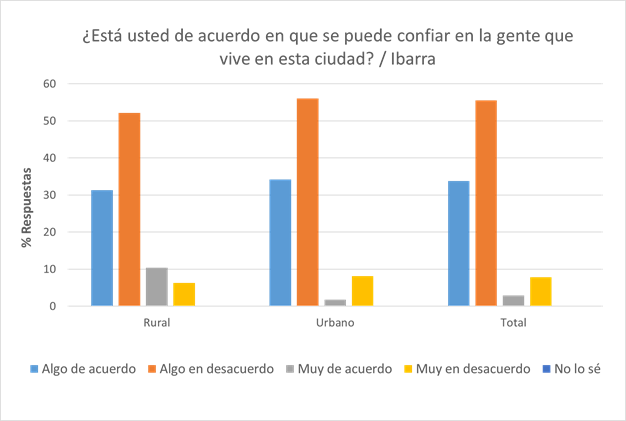 ¿Está usted de acuerdo en que se puede confiar en la gente que
vive en esta ciudad? / Ibarra
60
50
40
30
20
10
0
% Respuestas
Rural Urbano Total
Algo de acuerdo Algo en desacuerdo Muy de acuerdo Muy en desacuerdo No lo sé